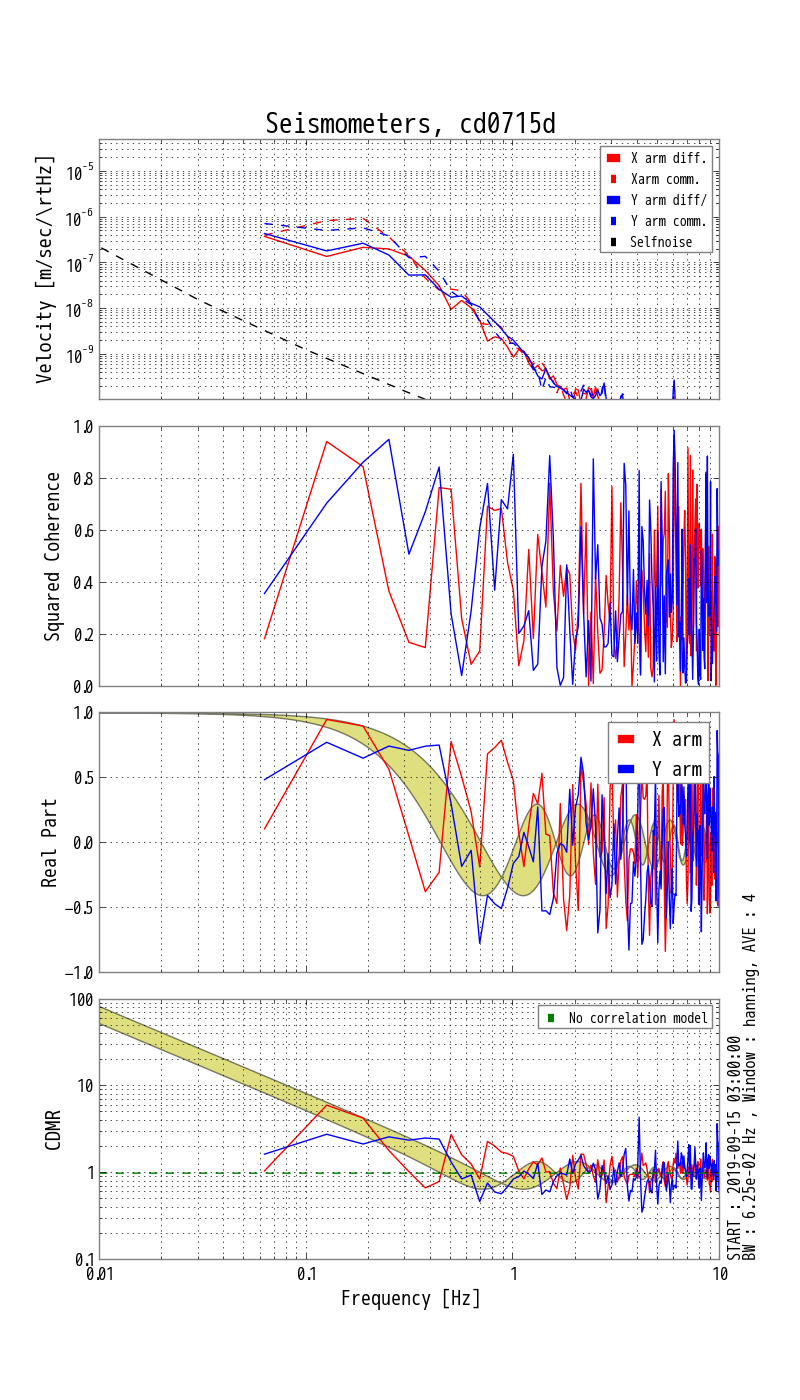 Seismometers, cd0715d
Velocity [m/sec/\rtHz]
10^-5
10^-6
10^-7
10^-8
10^-9
X arm diff.
Xarm comm.
Y arm diff/
Y arm comm.
Selfnoise
Squared Coherence
1.0
0.8
0.6
0.4
0.2
0.0
Real Part
1.0
0.5
0.0
−0.5
−1.0
X arm
Y arm
CDMR
100
10
1
0.1
No correlation model
0.01
0.1
1
10
Frequency [Hz]
START : 2019-09-15 03:00:00
BW : 6.25e-02 Hz , Window : hanning, AVE : 4